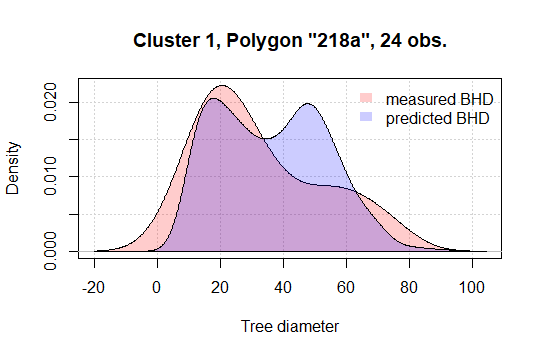 Cluster 1, Polygon "218a", 24 obs.
measured BHD
predicted BHD
Density
0.020
0.010
0.000
-20 0 20 40 60 80 100
Tree diameter